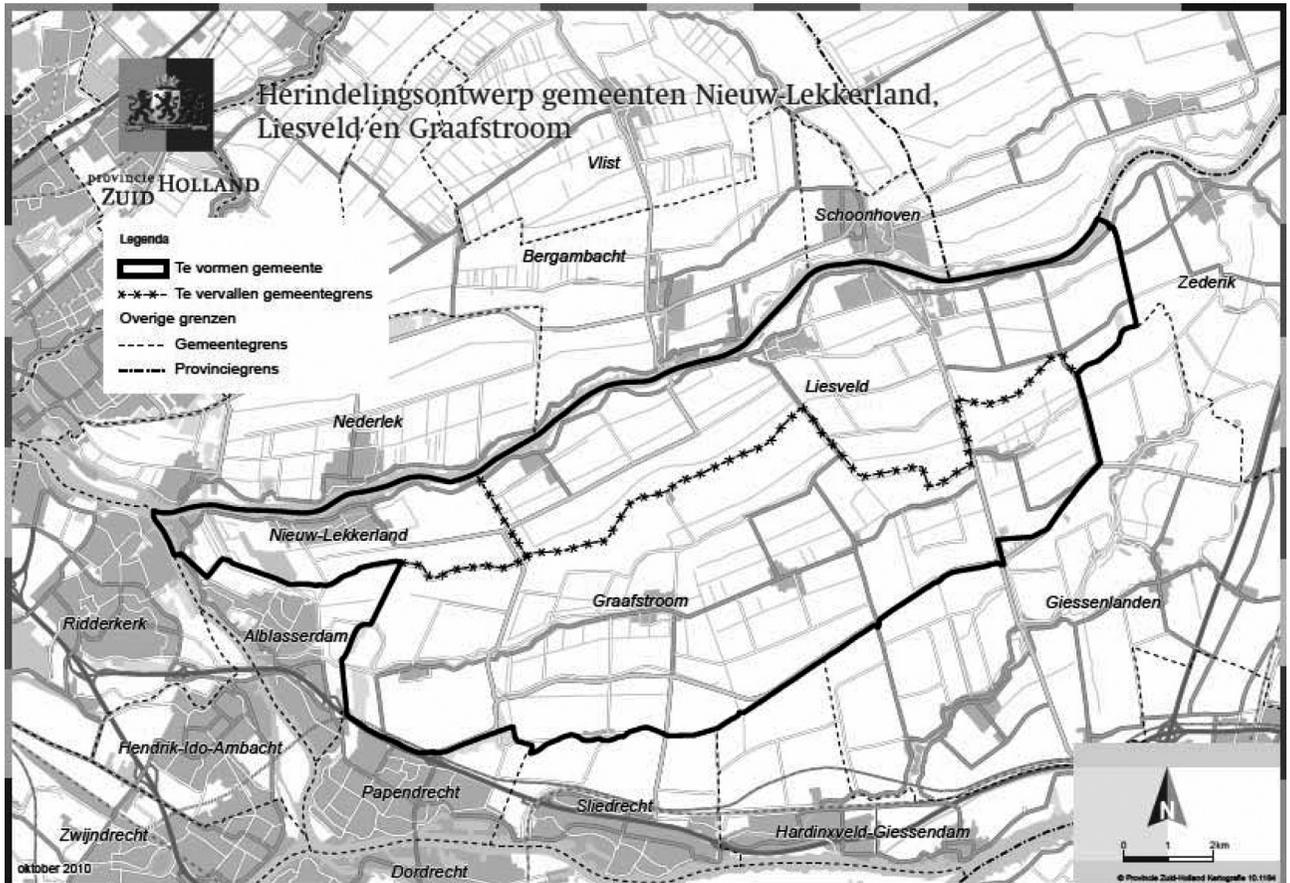 Herindelingsontwerp gemeenten Nieuw-Lekkerland,
Liesveld en Graafstroom
provincie
ZUID HOLLAND
Legenda
Te vormen gemeente
Te vervallen gemeentegrens
Overige grenzen
Gemeentegrens
Provinciegrens
Vlist
Schoonhoven
Bergambacht
Zederik
Liesveld
Nederlek
Nieuw-Lekkerland
Graafstroom
Giessenlanden
Ridderkerk
Alblasserdam
Hendrik-Ido-Ambacht
Papendrecht
Sliedrecht
Hardinxveld-Giessendam
Zwijndrecht
Dordrecht
N
0 1 2km
oktober 2010
© Provincie Zuid-Holland Kartografie 10.1194